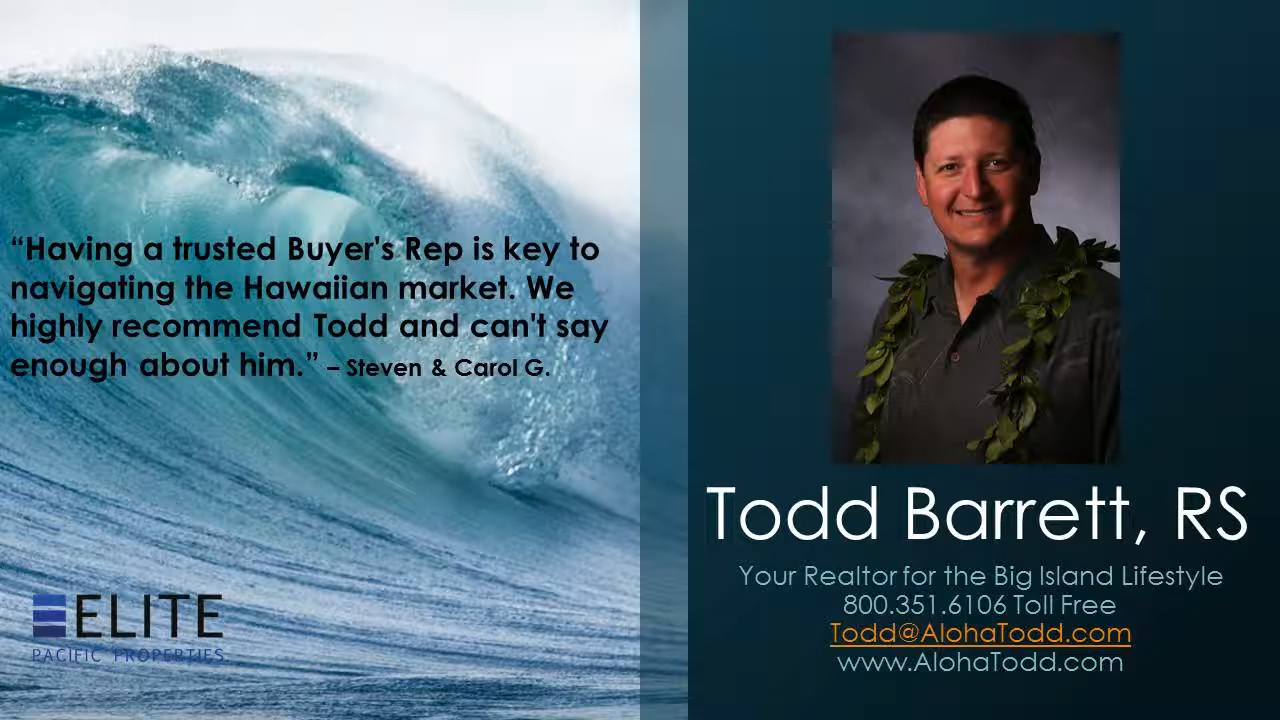 “Having a trusted Buyer's Rep is key to
navigating the Hawaiian market. We
highly recommend Todd and can't say
enough about him.” – Steven & Carol G.
ELITE
PACIFIC PROPERTIES
Todd Barrett, RS
Your Realtor for the Big Island Lifestyle
800.351.6106 Toll Free
Todd@AlohaTodd.com
www.AlohaTodd.com